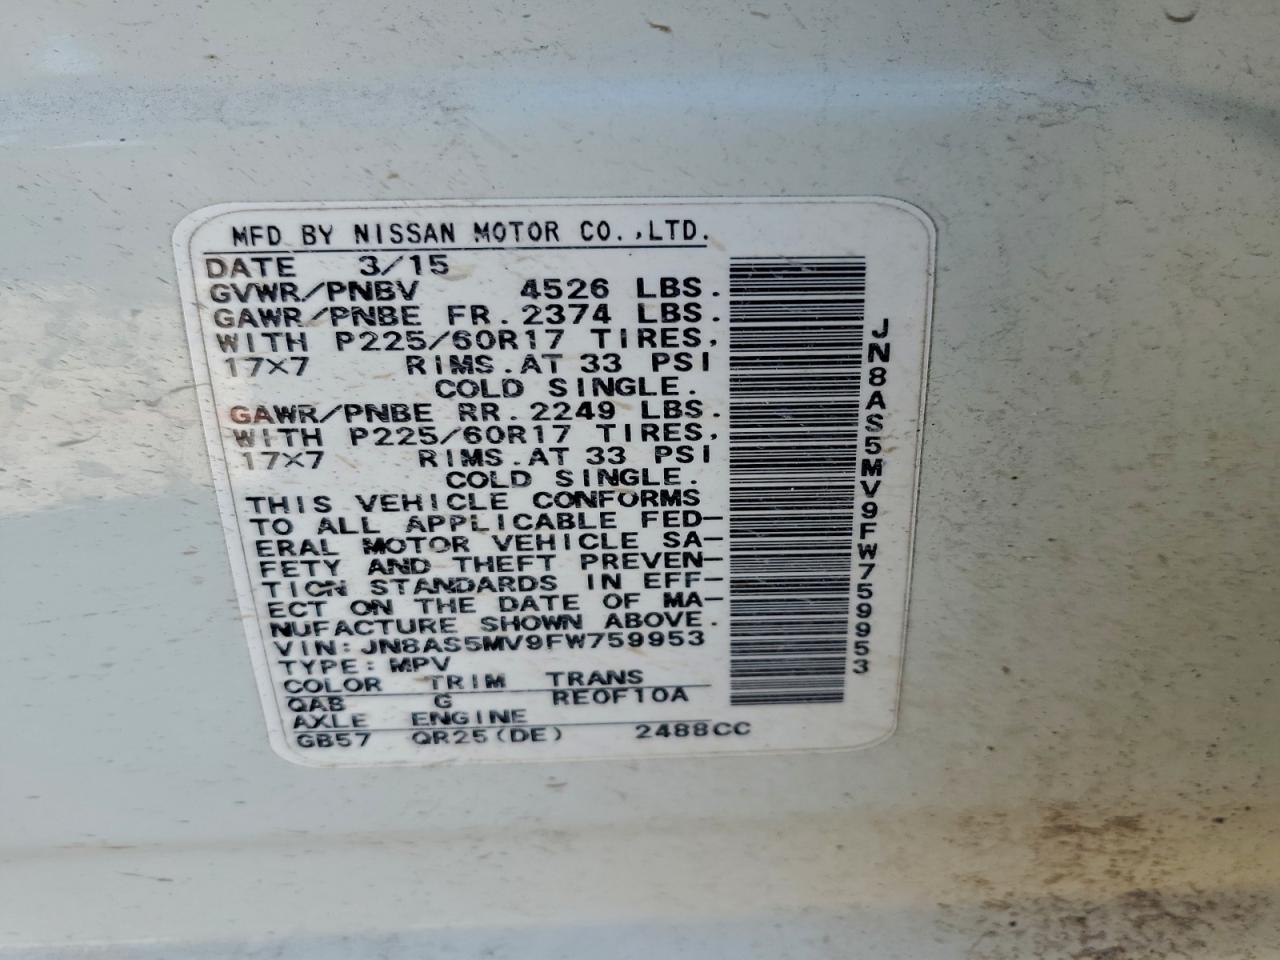 MFD BY NISSAN MOTOR CO.,LTD.
DATE 3/15
GVWR/PNBV 4526 LBS.
GAWR/PNBE FR. 2374 LBS.
WITH P225/60R17 TIRES,
17X7 RIMS. AT 33 PSI
COLD SINGLE.
GAWR/PNBE RR. 2249 LBS.
WITH P225/60R17 TIRES,
17X7 RIMS. AT 33 PSI
COLD SINGLE.
THIS VEHICLE CONFORMS
TO ALL APPLICABLE FED-
ERAL MOTOR VEHICLE SA-
FETY AND THEFT PREVEN-
TION STANDARDS IN EFF-
ECT ON THE DATE OF MA-
NUFACTURE SHOWN ABOVE.
VIN: JN8AS5MV9FW759953
TYPE: MPV
COLOR TRIM TRANS
QAB G RE0F10A
AXLE ENGINE
GB57 QR25(DE) 2488CC
JN8AS5MV9FW759953